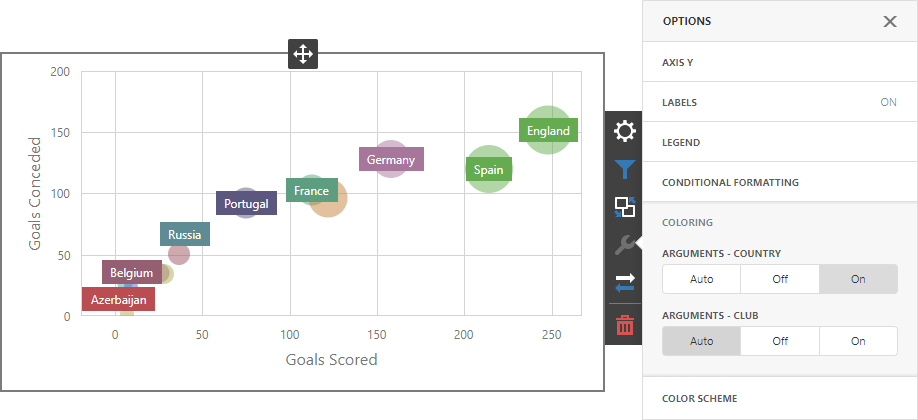 200
150
100
50
0
Goals Conceded
England
Germany
Spain
France
Portugal
Russia
Belgium
Azerbaijan
0 50 100 150 200 250
Goals Scored
OPTIONS
AXIS Y
LABELS ON
LEGEND
CONDITIONAL FORMATTING
COLORING
ARGUMENTS - COUNTRY
Auto Off On
ARGUMENTS - CLUB
Auto Off On
COLOR SCHEME